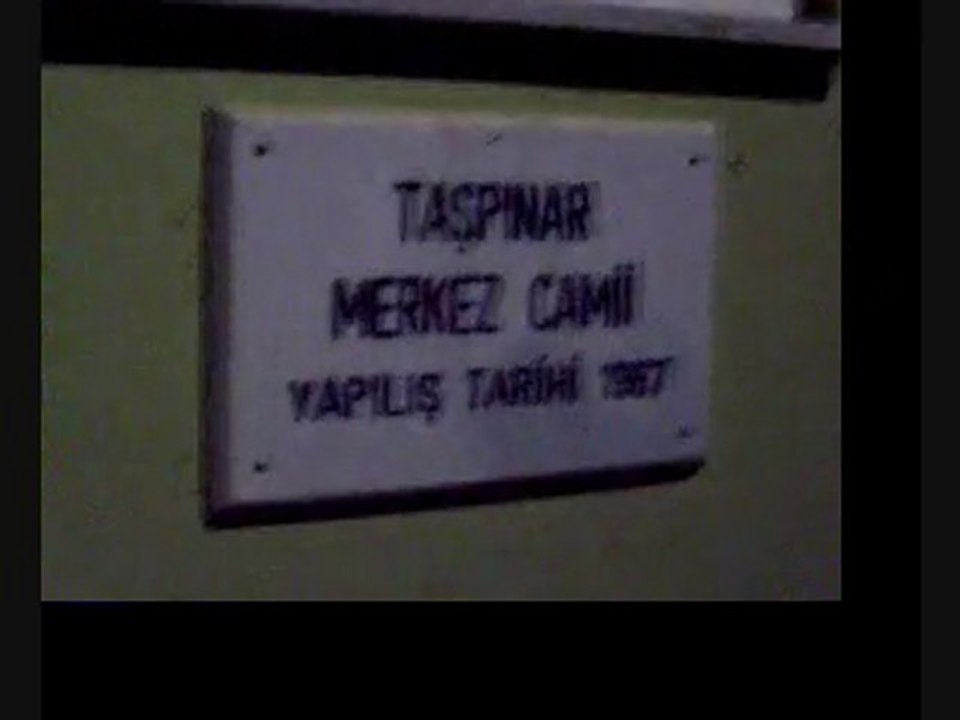 TAŞPINAR
MERKEZ CAMİİ
YAPILIŞ TARİHİ 1967